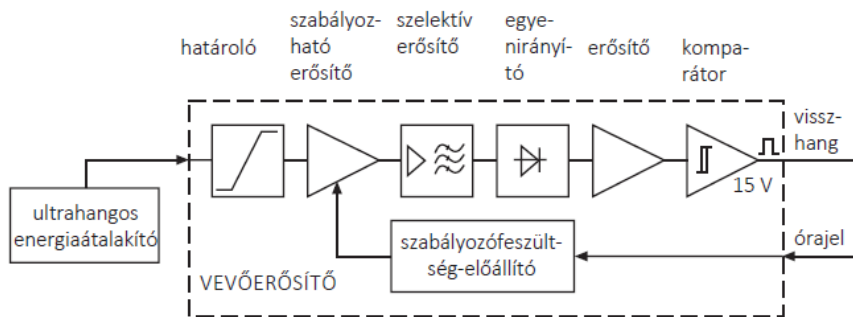 határoló
szabályoz-
ható
erősítő
szelektív
erősítő
egye-
nirányí-
tó
erősítő
kompa-
rátor
vissz-
hang
15 V
ultrahangos
energiaátalakító
szabályozófeszült-
ség-előállító
órajel
VEVŐERŐSÍTŐ